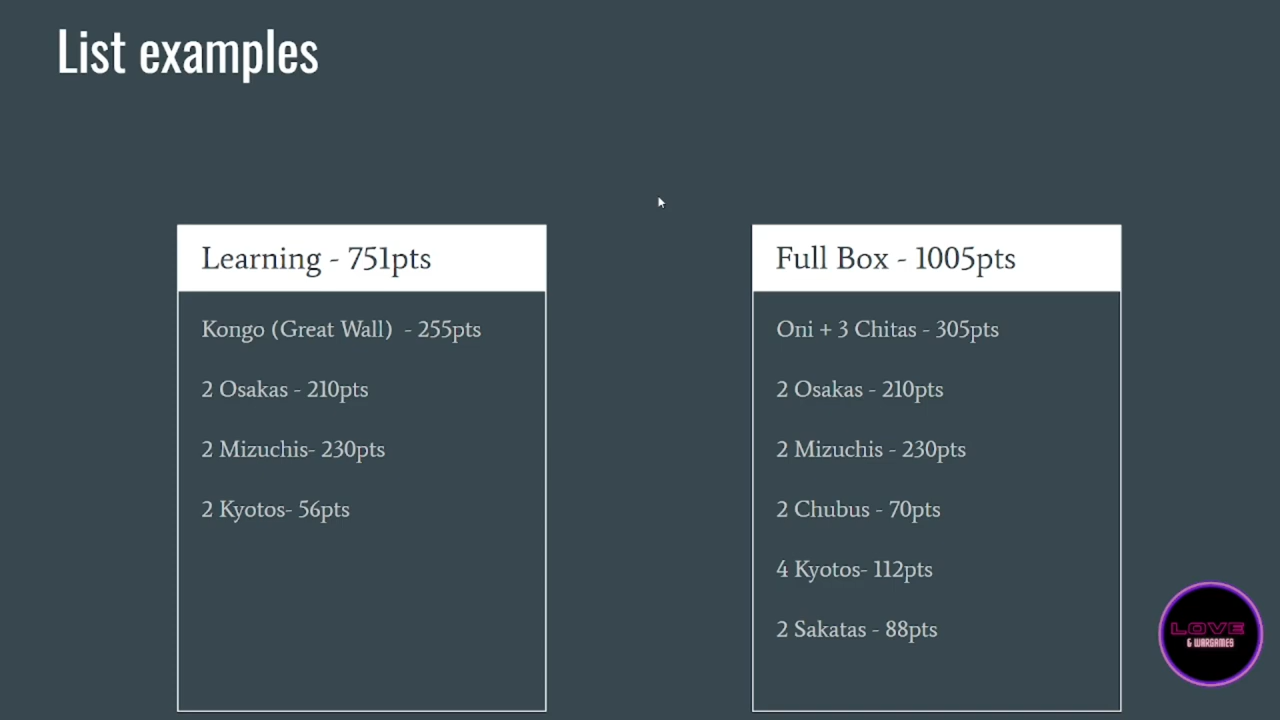 List examples
Learning - 751pts
Kongo (Great Wall) - 255pts
2 Osakas - 210pts
2 Mizuchis- 230pts
2 Kyotos- 56pts
Full Box - 1005pts
Oni + 3 Chitas - 305pts
2 Osakas - 210pts
2 Mizuchis - 230pts
2 Chubus - 70pts
4 Kyotos- 112pts
2 Sakatas - 88pts
LOVE
& WARGAMES